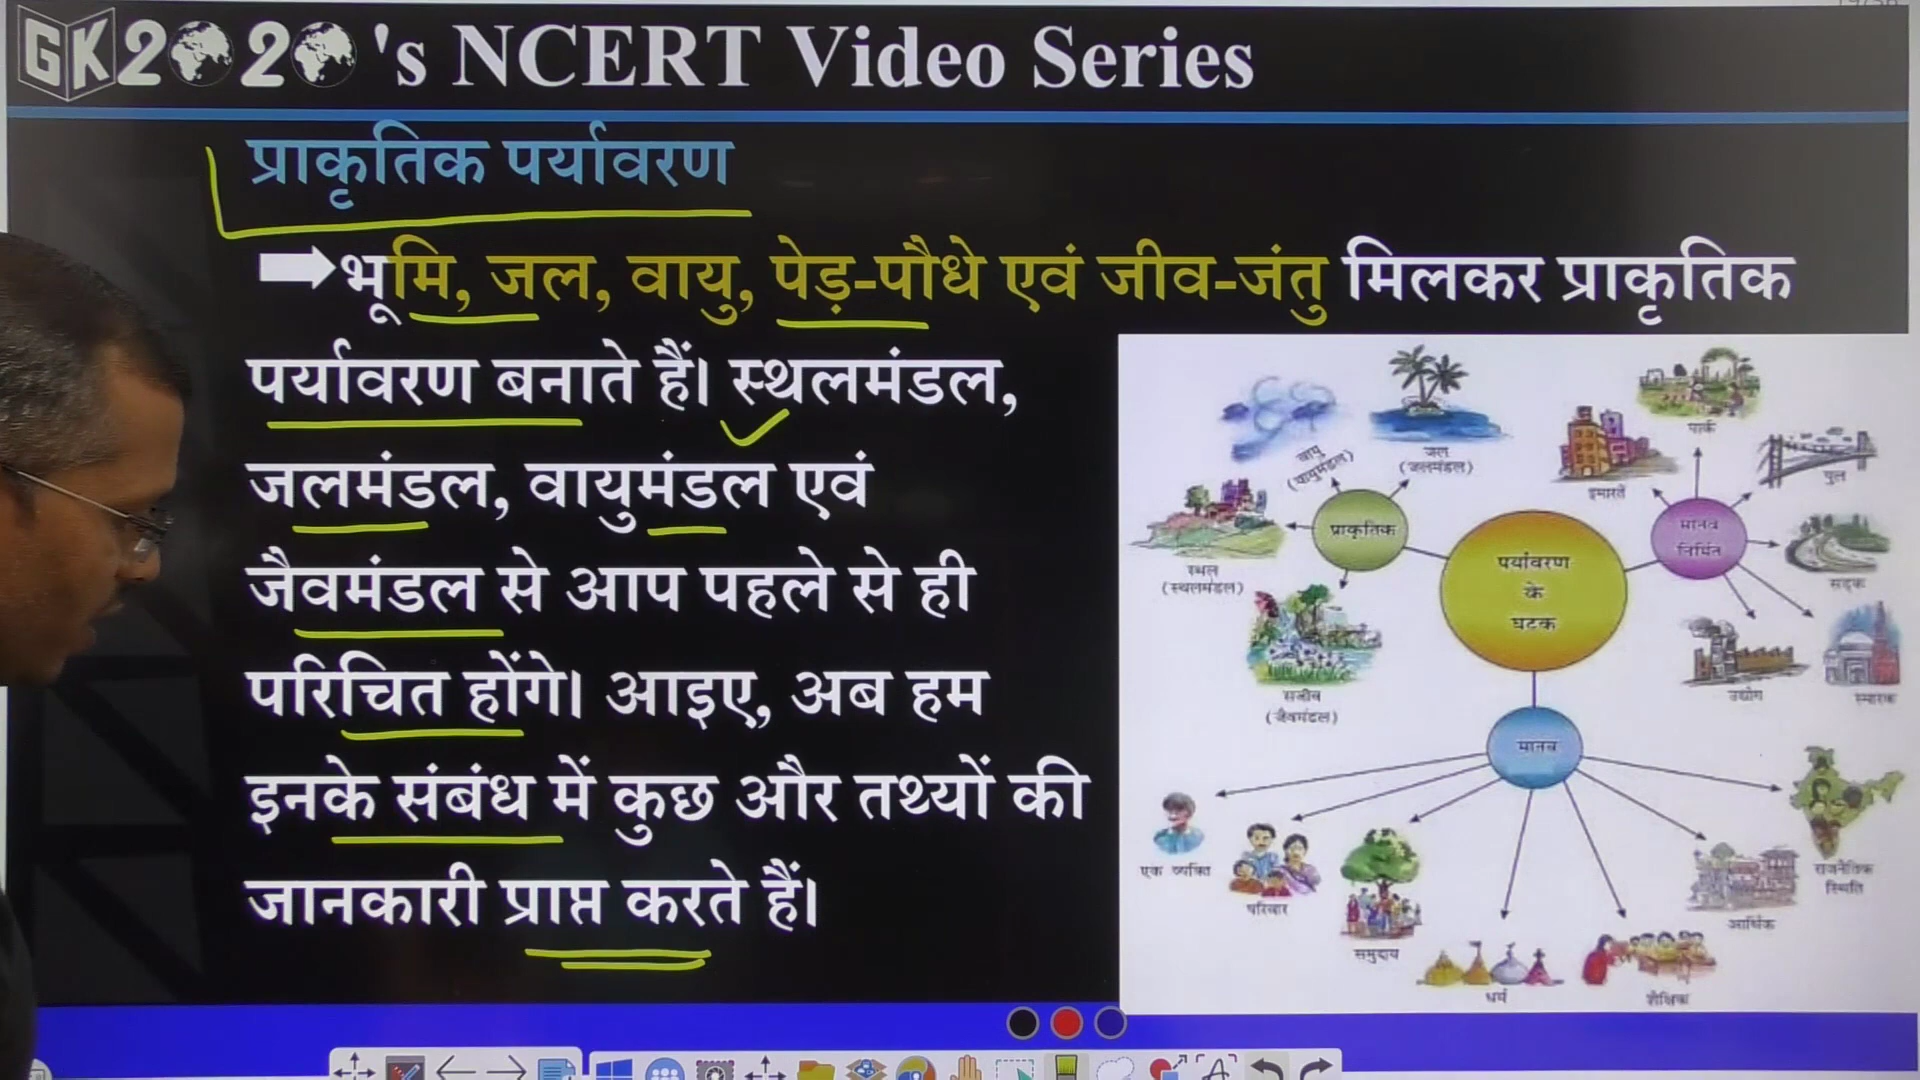 GK2020's NCERT Video Series
प्राकृतिक पर्यावरण
भूमि, जल, वायु, पेड़-पौधे एवं जीव-जंतु मिलकर प्राकृतिक
पर्यावरण बनाते हैं। स्थलमंडल,
जलमंडल, वायुमंडल एवं
जैवमंडल से आप पहले से ही
परिचित होंगे। आइए, अब हम
इनके संबंध में कुछ और तथ्यों की
जानकारी प्राप्त करते हैं।
पर्यावरण
के
घटक
प्राकृतिक
वायु
(वायुमंडल)
जल
(जलमंडल)
स्थल
(स्थलमंडल)
सजीव
(जैवमंडल)
मानव
निर्मित
इमारतें
पार्क
पुल
सड़क
उद्योग
स्मारक
मानव
एक व्यक्ति
परिवार
समुदाय
धर्म
शैक्षिक
आर्थिक
राजनैतिक
स्थिति